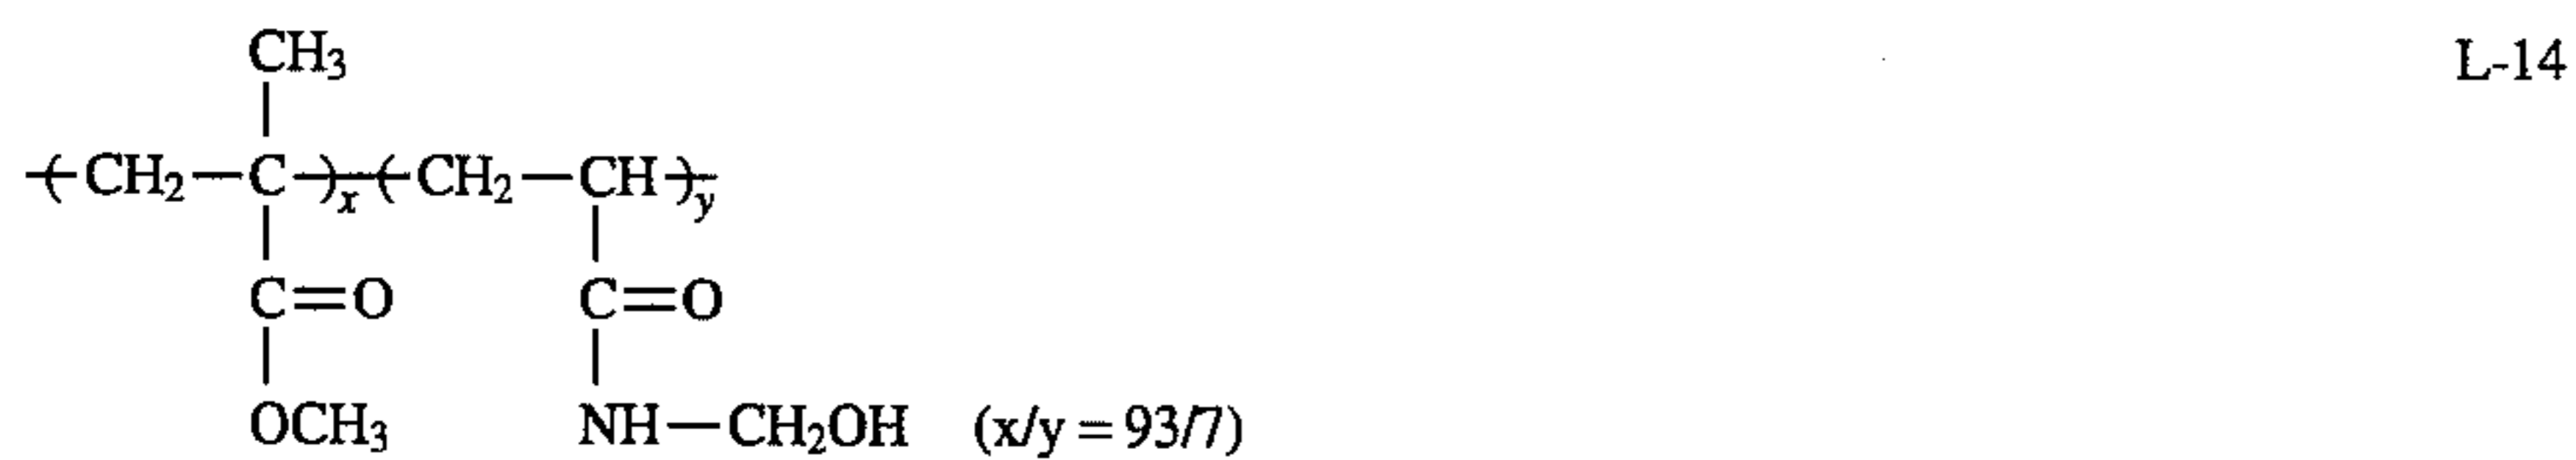 CH₃ L-14
-(CH₂—C-)ₓ-(CH₂—CH-)ᵧ
C=O C=O
OCH₃ NH—CH₂OH (x/y = 93/7)